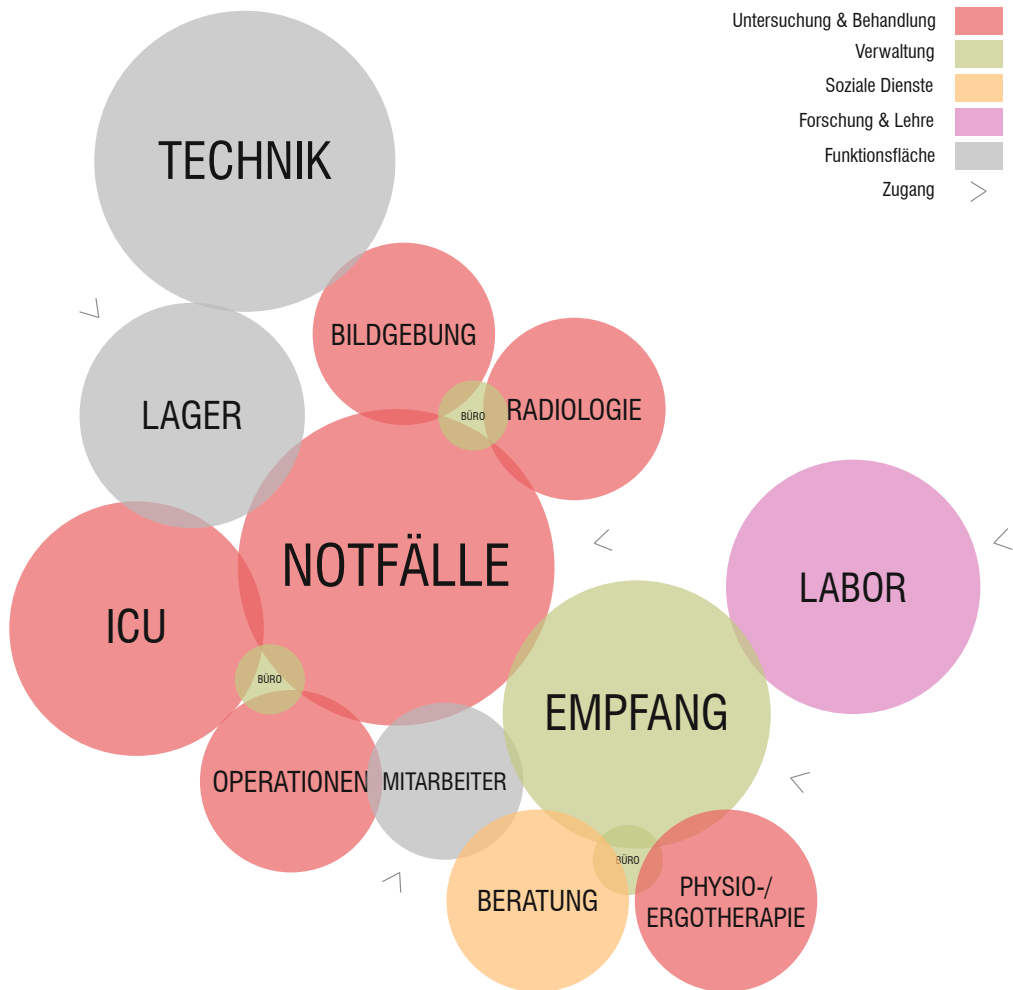 Untersuchung & Behandlung
Verwaltung
Soziale Dienste
Forschung & Lehre
Funktionsfläche
Zugang
TECHNIK
BILDGEBUNG
LAGER
BÜRO
RADIOLOGIE
NOTFÄLLE
LABOR
ICU
BÜRO
EMPFANG
OPERATIONEN
MITARBEITER
BÜRO
BERATUNG
PHYSIO-/
ERGOTHERAPIE